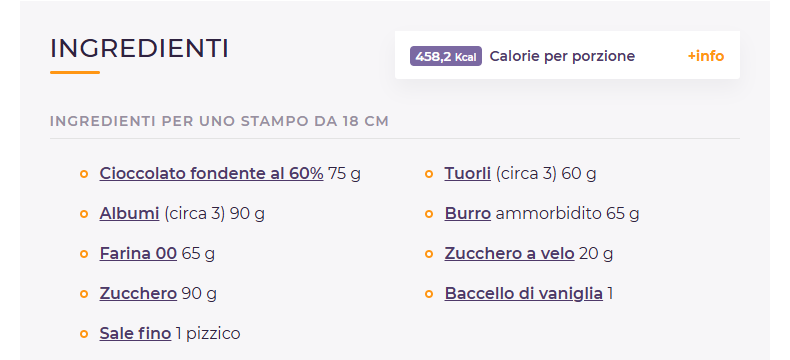 INGREDIENTI
458,2 Kcal Calorie per porzione +info
INGREDIENTI PER UNO STAMPO DA 18 CM
Cioccolato fondente al 60% 75 g
Tuorli (circa 3) 60 g
Albumi (circa 3) 90 g
Burro ammorbidito 65 g
Farina 00 65 g
Zucchero a velo 20 g
Zucchero 90 g
Baccello di vaniglia 1
Sale fino 1 pizzico